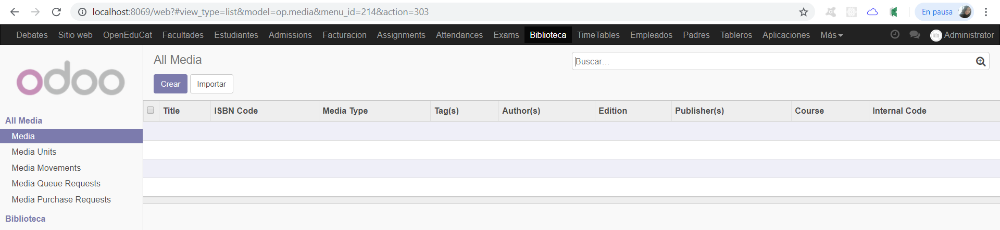 localhost:8069/web?#view_type=list&model=op.media&menu_id=214&action=303
En pausa
Debates Sitio web OpenEduCat Facultades Estudiantes Admissions Facturacion Assignments Attendances Exams Biblioteca TimeTables Empleados Padres Tableros Aplicaciones Más Administrator
odoo
All Media
Buscar...
Crear Importar
Title ISBN Code Media Type Tag(s) Author(s) Edition Publisher(s) Course Internal Code
All Media
Media
Media Units
Media Movements
Media Queue Requests
Media Purchase Requests
Biblioteca